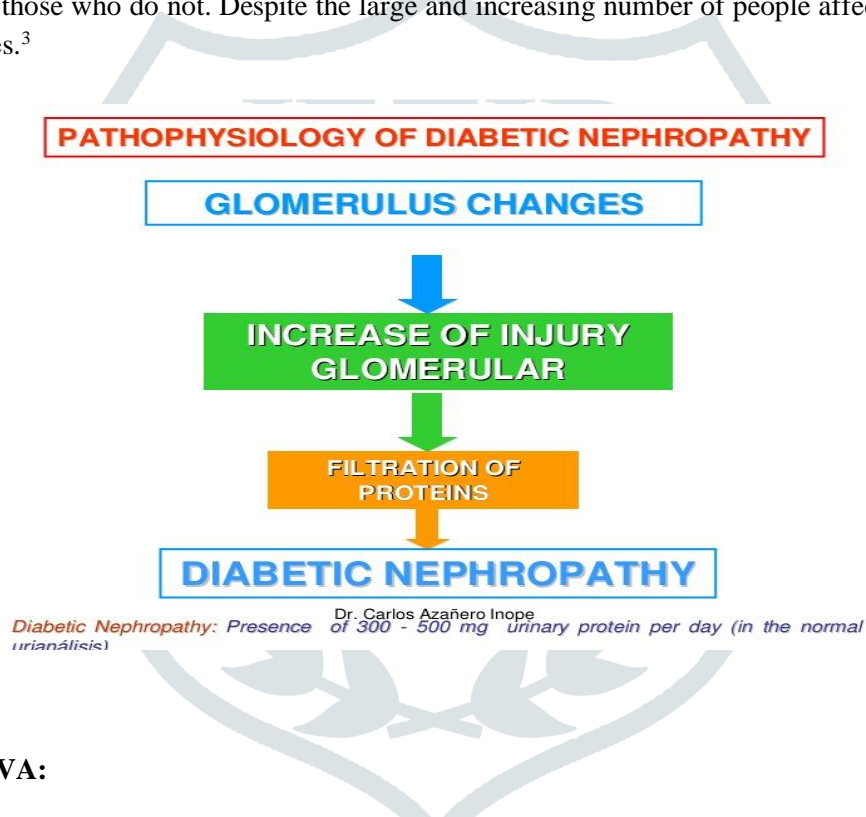 those who do not. Despite the large and increasing number of people affec
es.³
PATHOPHYSIOLOGY OF DIABETIC NEPHROPATHY
GLOMERULUS CHANGES
INCREASE OF INJURY
GLOMERULAR
FILTRATION OF
PROTEINS
DIABETIC NEPHROPATHY
Dr. Carlos Azañero Inope
Diabetic Nephropathy: Presence of 300 - 500 mg urinary protein per day (in the normal
urianálisis)
VA: